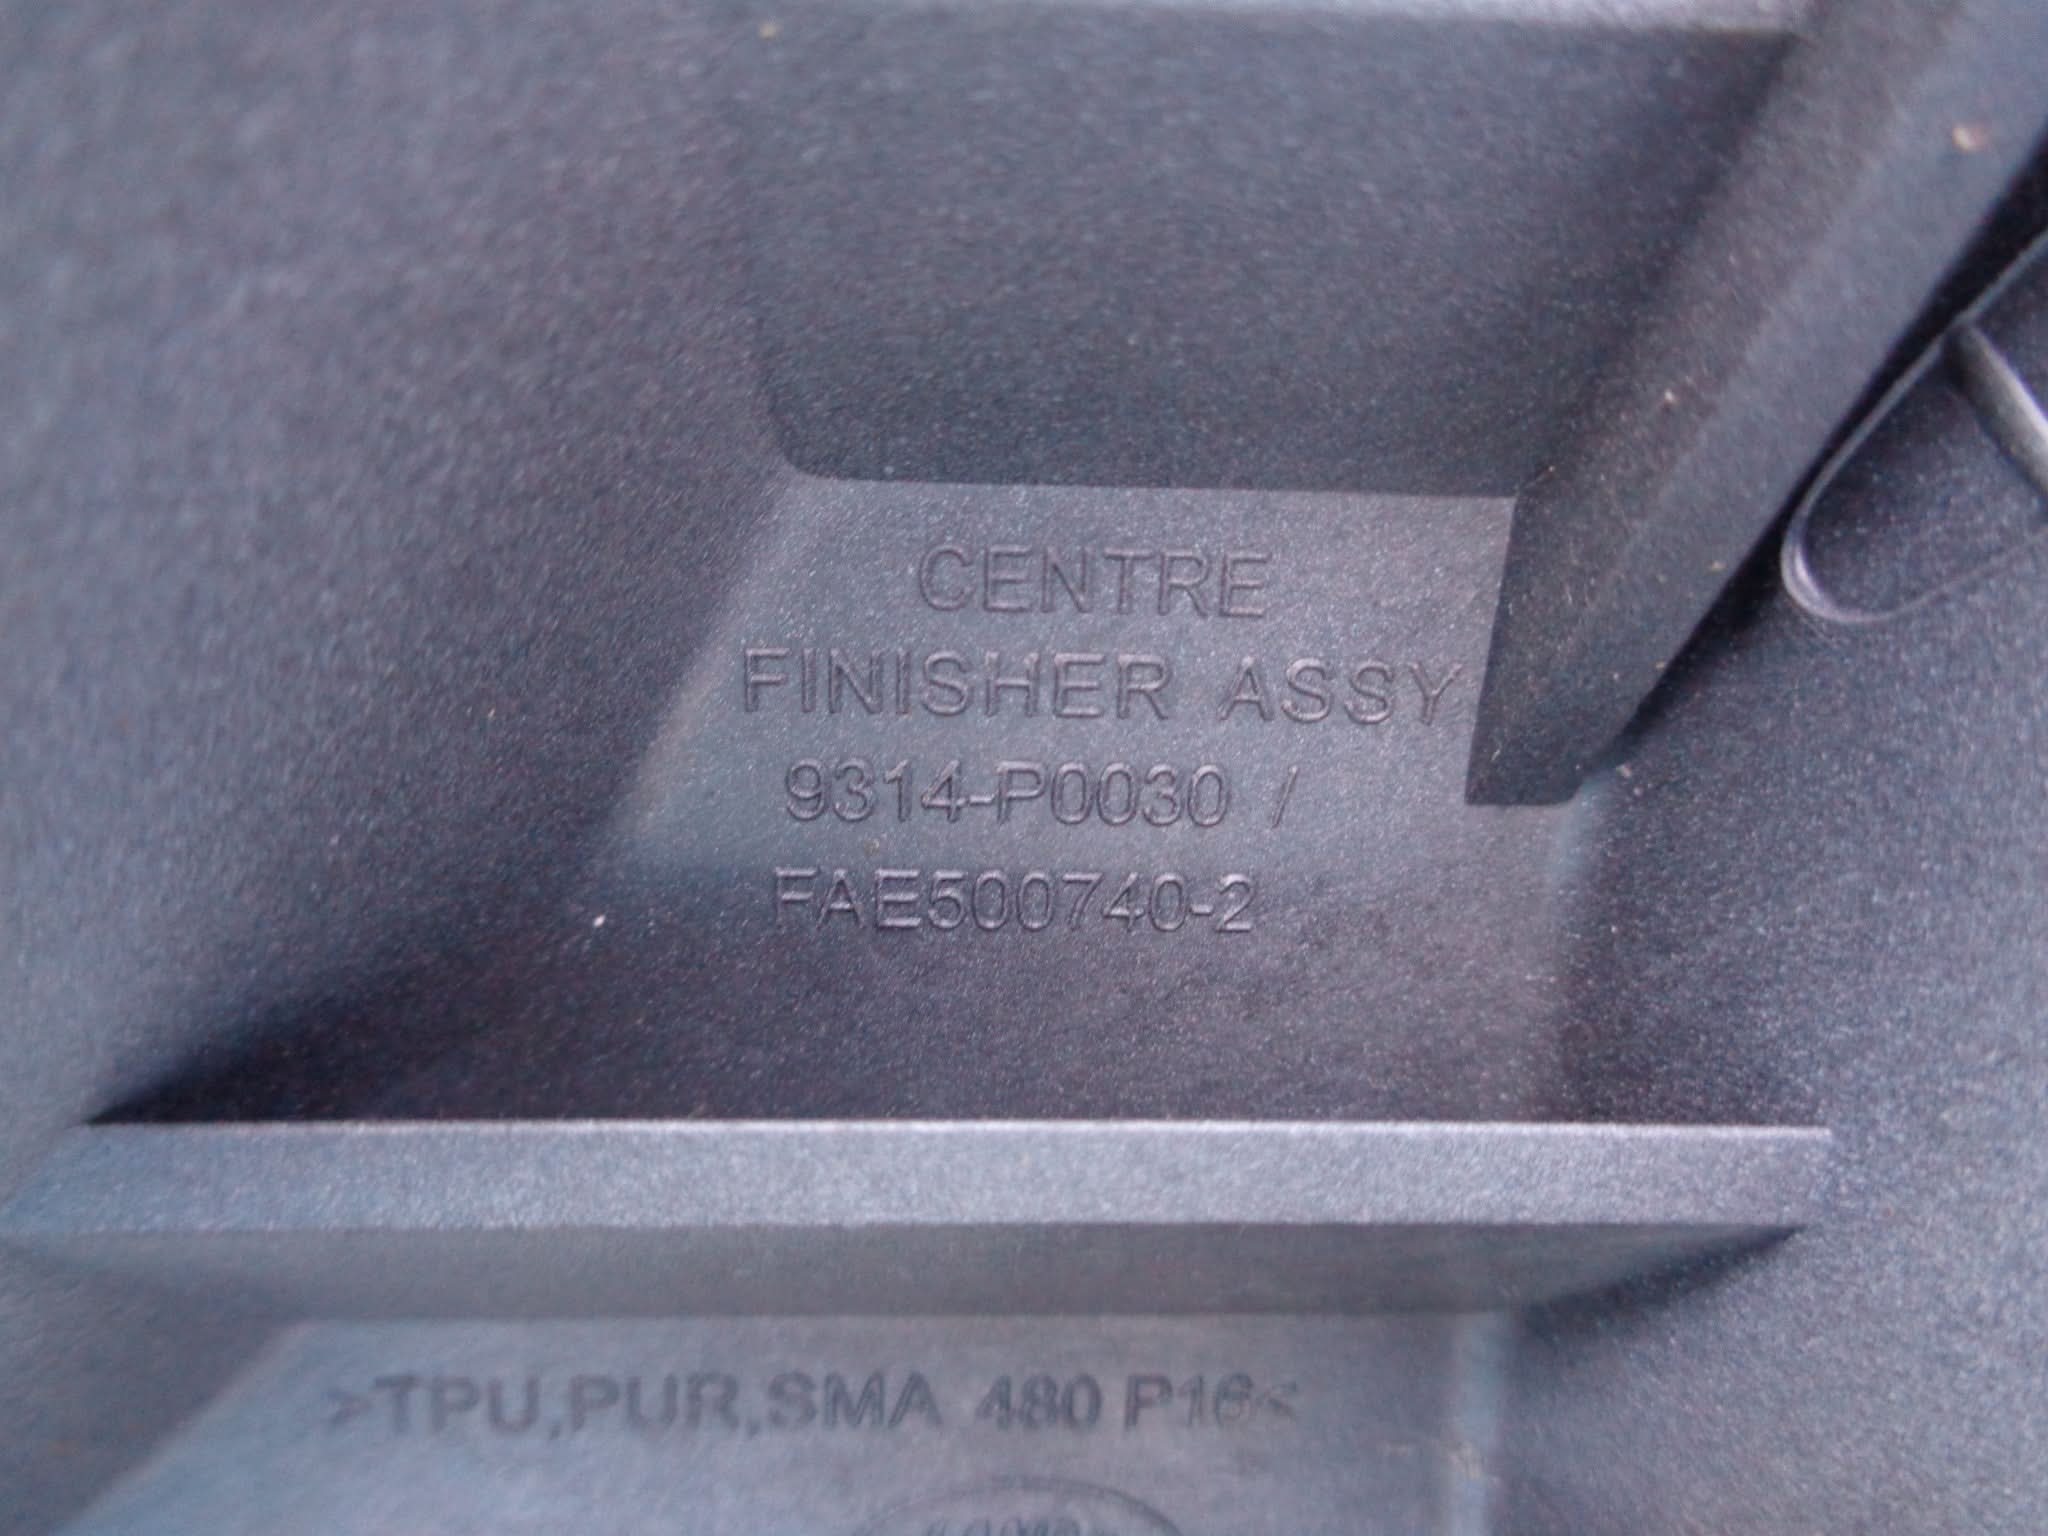 CENTRE
FINISHER ASSY
9314-P0030 /
FAE500740-2
>TPU,PUR,SMA 480 P16<